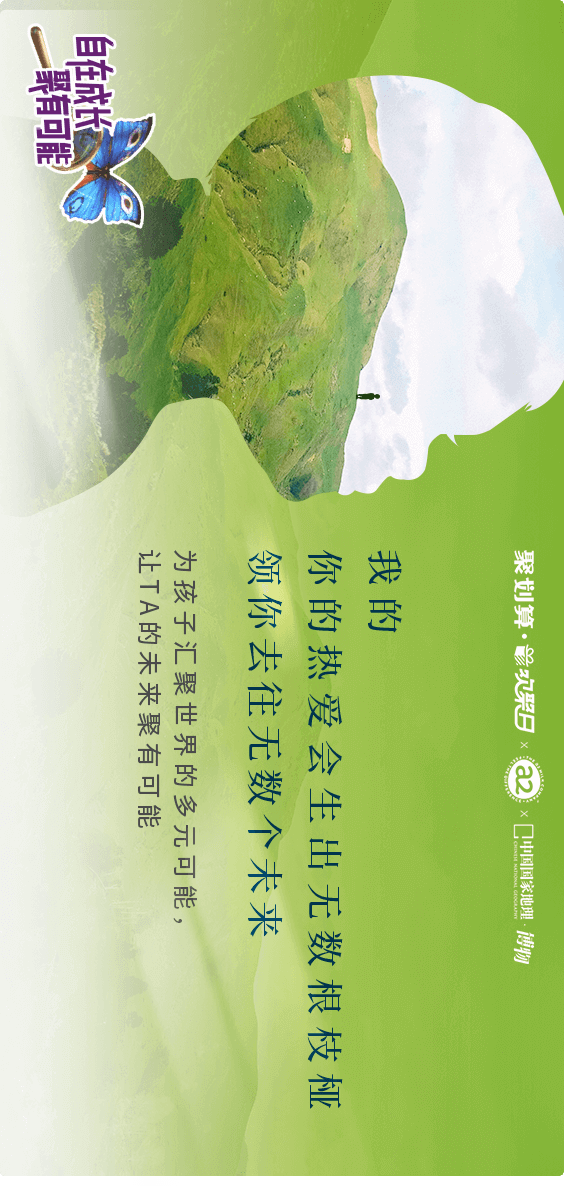 聚划算·欢聚日 × a2 × 中国国家地理·博物
CHINESE NATIONAL GEOGRAPHY
我的
你的热爱会生出无数根枝桠
领你去往无数个未来
为孩子汇聚世界的多元可能，
让TA的未来聚有可能
自在成长
聚有可能